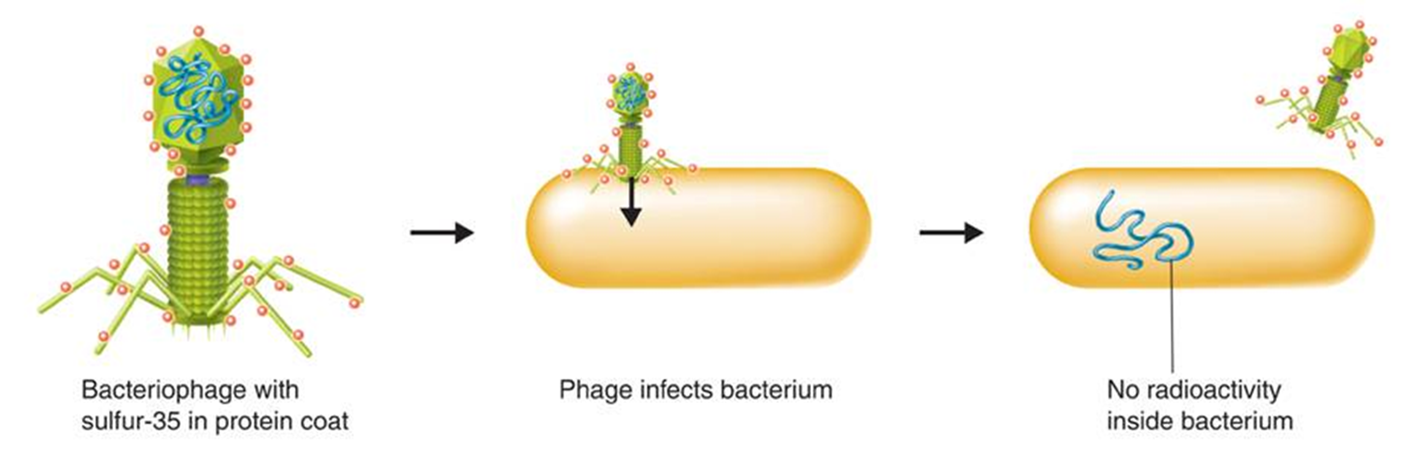 Bacteriophage with
sulfur-35 in protein coat
Phage infects bacterium
No radioactivity
inside bacterium